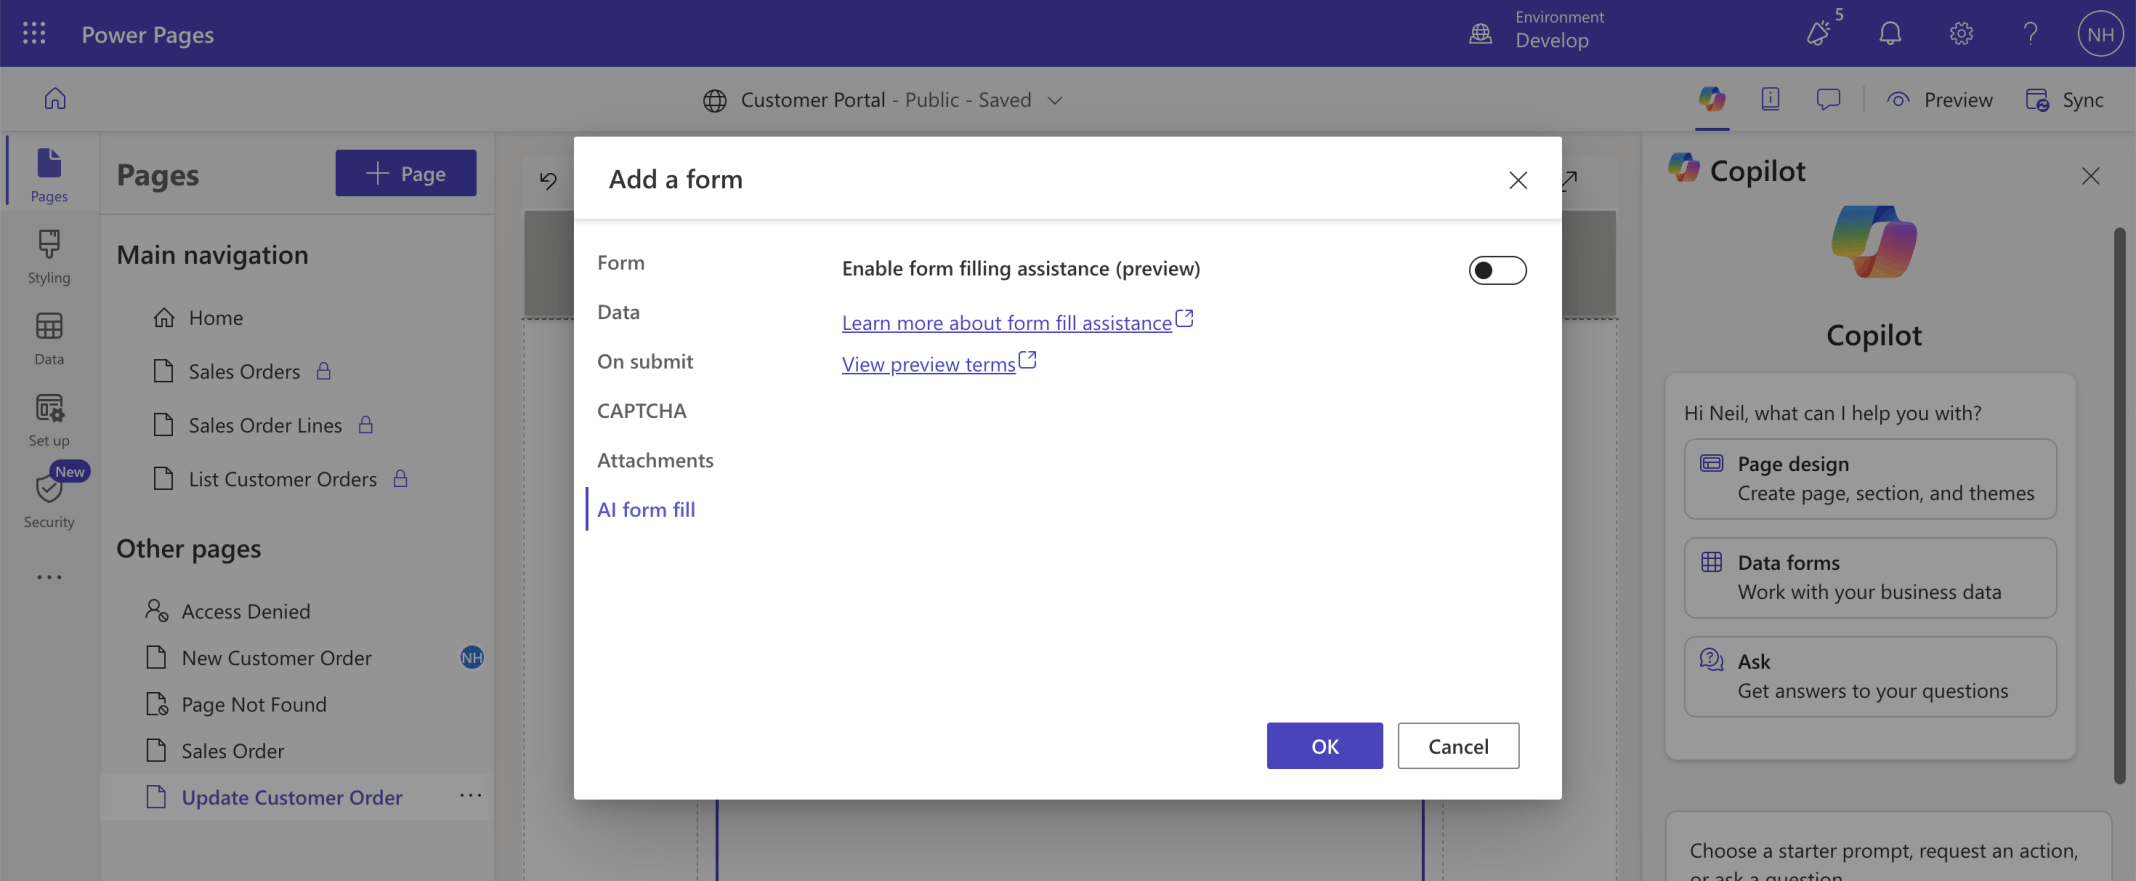 Power Pages
Environment
Develop
5
NH
Customer Portal - Public - Saved
Preview
Sync
Pages
Styling
Data
Set up
New
Security
Pages
Page
Main navigation
Home
Sales Orders
Sales Order Lines
List Customer Orders
Other pages
Access Denied
New Customer Order
NH
Page Not Found
Sales Order
Update Customer Order
Add a form
Form
Data
On submit
CAPTCHA
Attachments
AI form fill
Enable form filling assistance (preview)
Learn more about form fill assistance
View preview terms
OK
Cancel
Copilot
Copilot
Hi Neil, what can I help you with?
Page design
Create page, section, and themes
Data forms
Work with your business data
Ask
Get answers to your questions
Choose a starter prompt, request an action,
or ask a question